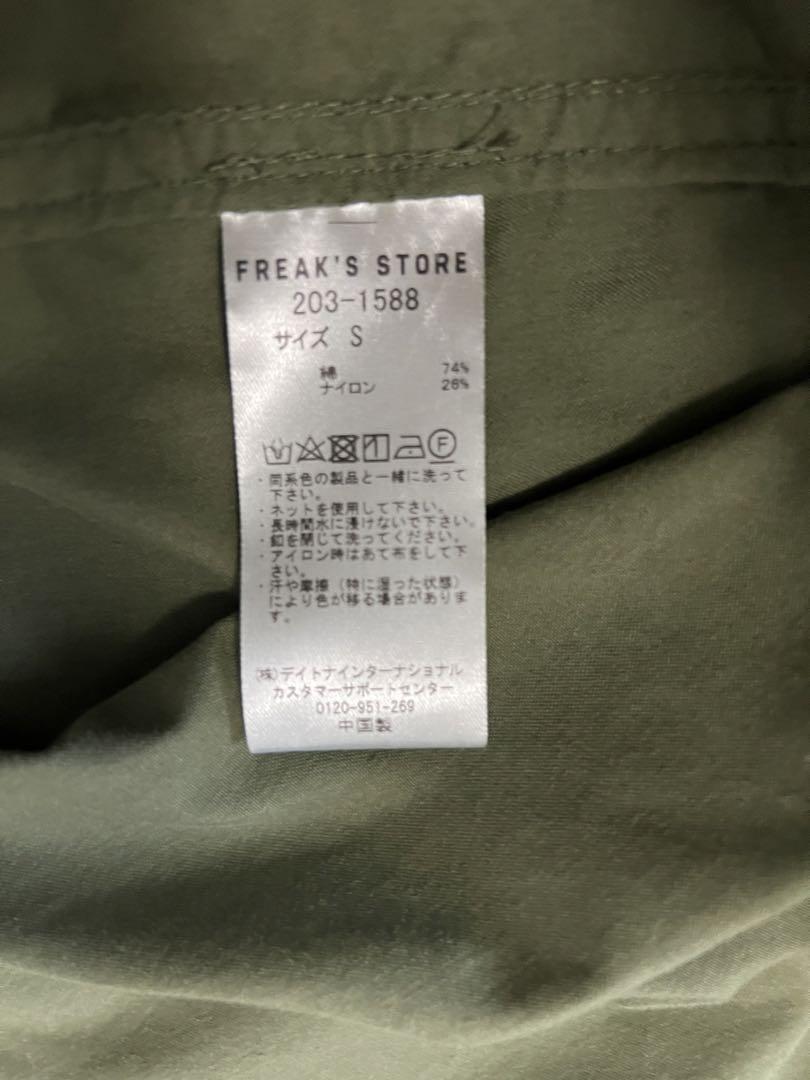 FREAK'S STORE
203-1588
サイズ S
綿 74%
ナイロン 26%
F
・同系色の製品と一緒に洗って
下さい。
・ネットを使用して下さい。
・長時間水に浸けないで下さい。
・釦を閉じて洗ってください。
・アイロン時はあて布をして下
さい。
・汗や摩擦（特に湿った状態）
により色が移る場合がありま
す。
(株)デイトナインターナショナル
カスタマーサポートセンター
0120-951-269
中国製